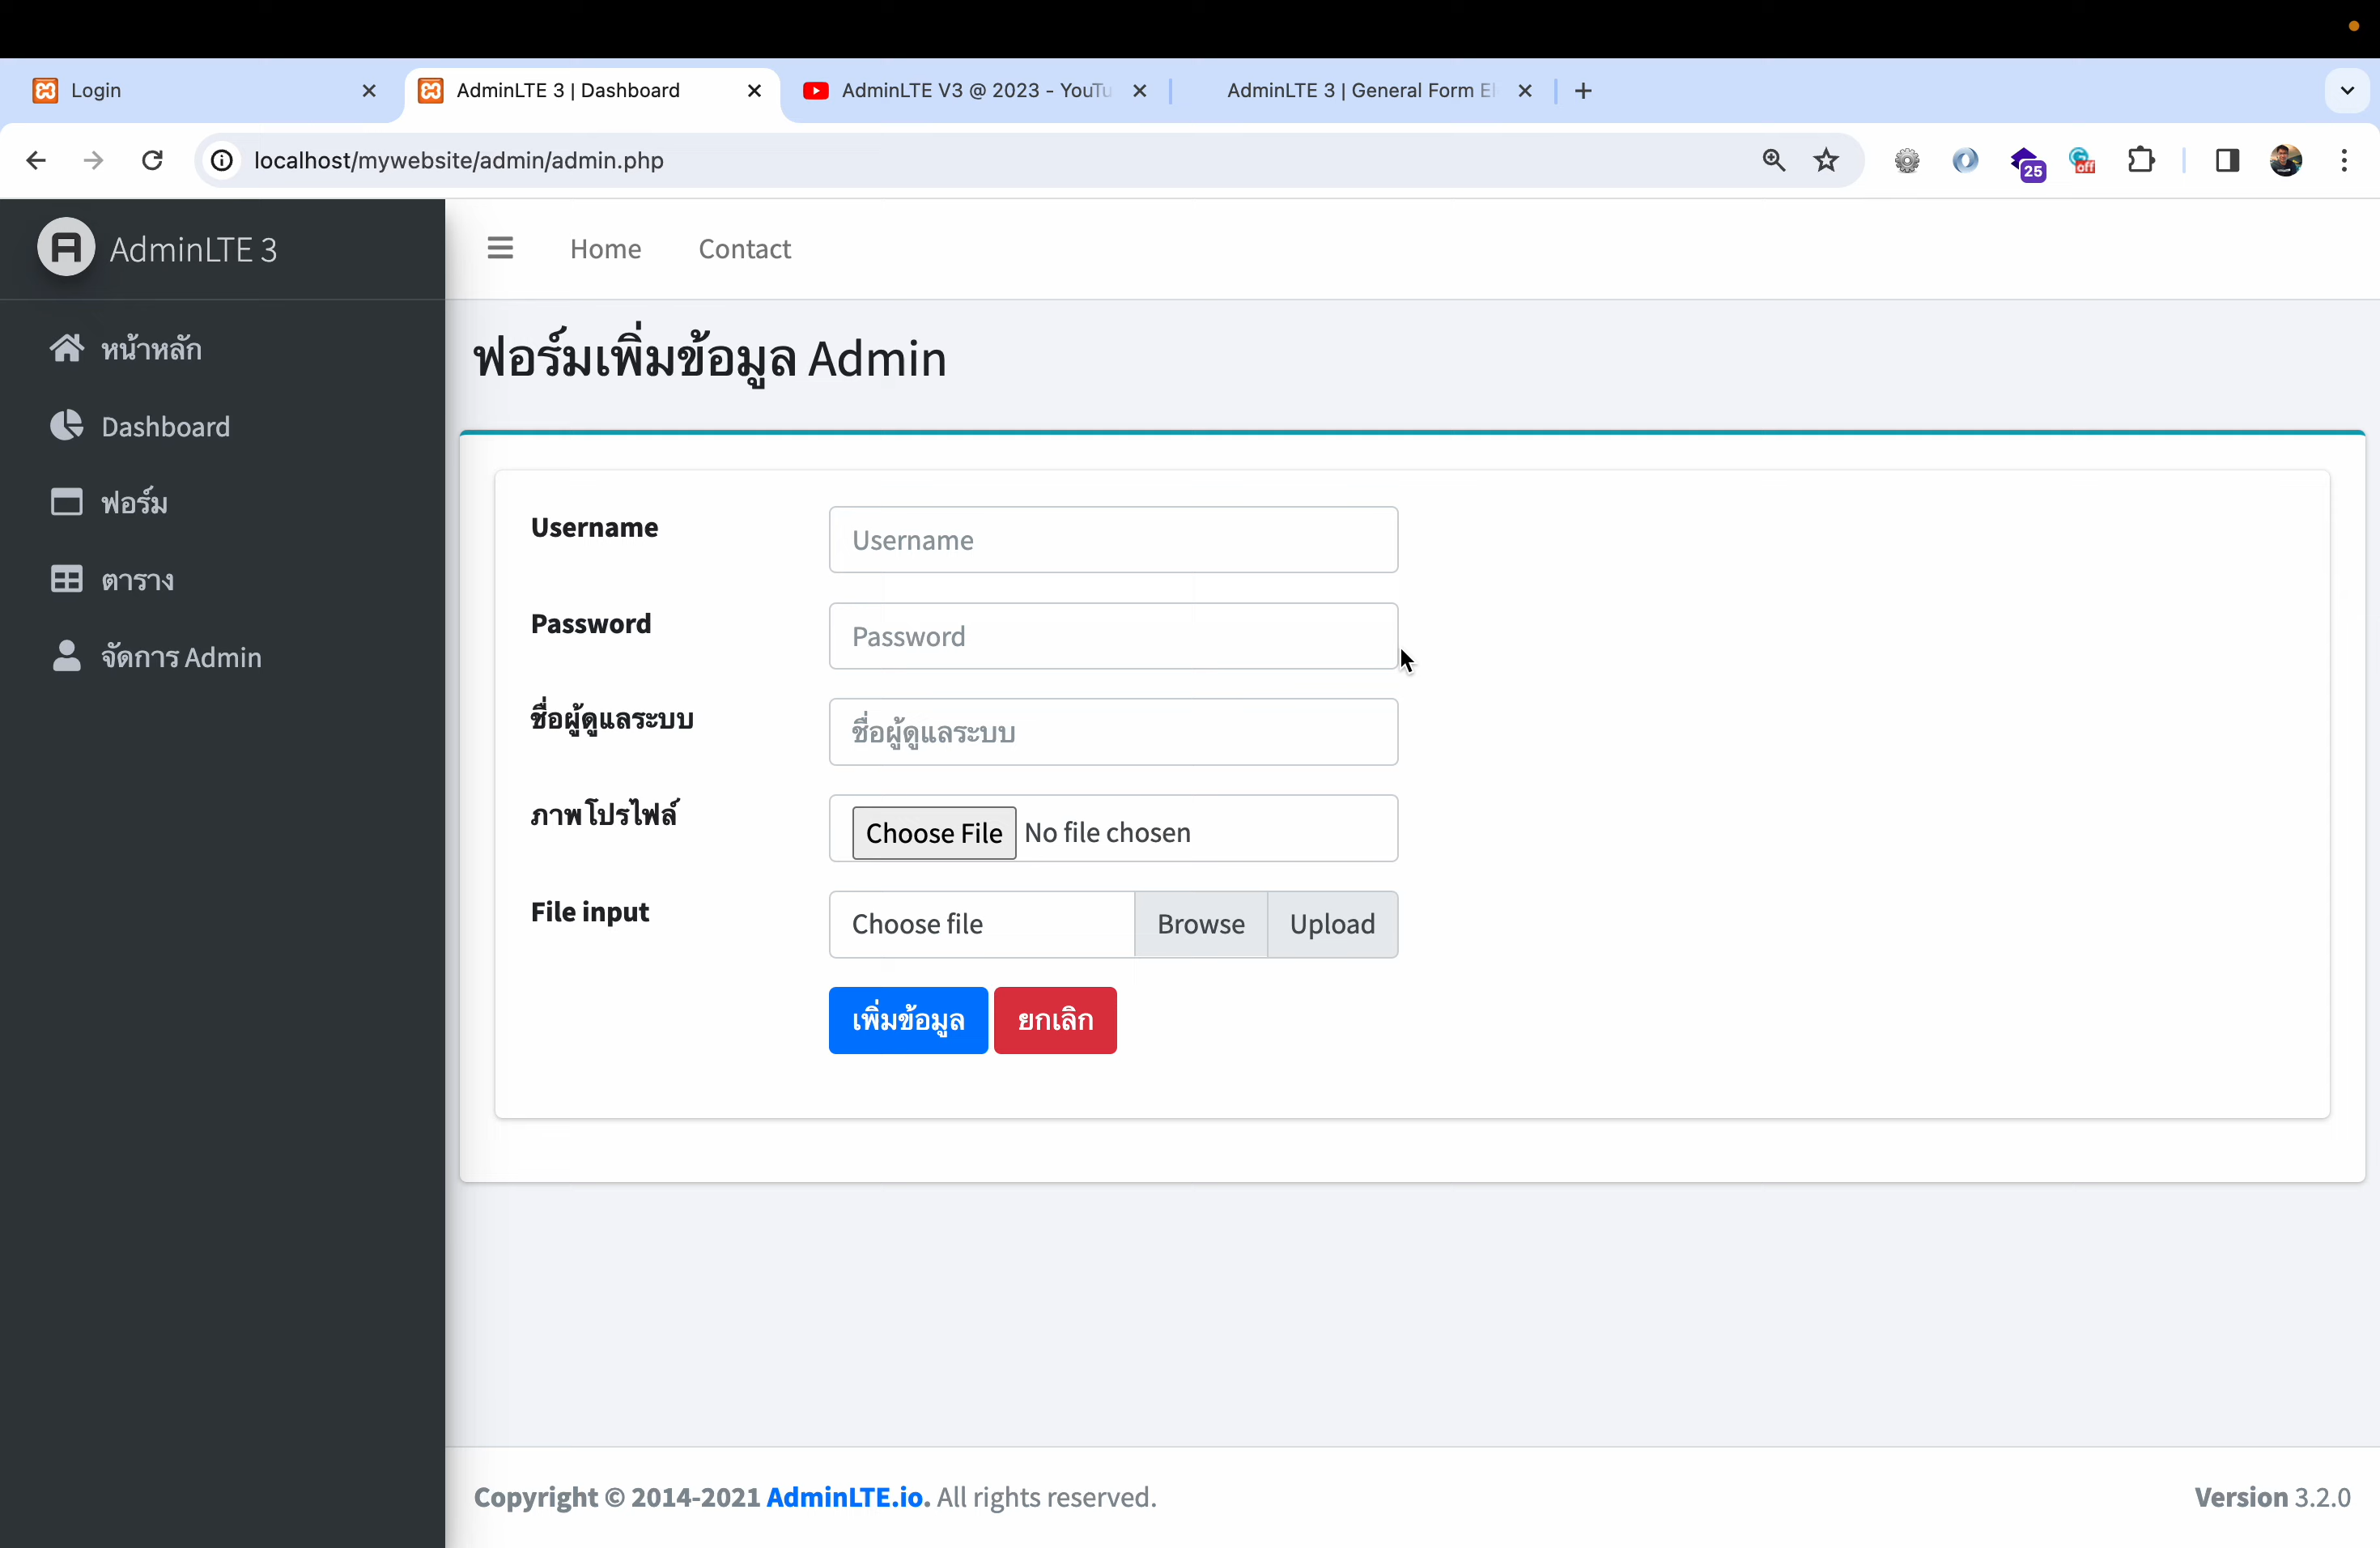 Login
AdminLTE 3 | Dashboard
AdminLTE V3 @ 2023 - YouTu
AdminLTE 3 | General Form El
localhost/mywebsite/admin/admin.php
25
off
AdminLTE 3
Home
Contact
หน้าหลัก
Dashboard
ฟอร์ม
ตาราง
จัดการ Admin
ฟอร์มเพิ่มข้อมูล Admin
Username
Username
Password
Password
ชื่อผู้ดูแลระบบ
ชื่อผู้ดูแลระบบ
ภาพโปรไฟล์
Choose File No file chosen
File input
Choose file
Browse
Upload
เพิ่มข้อมูล
ยกเลิก
Copyright © 2014-2021 AdminLTE.io. All rights reserved.
Version 3.2.0